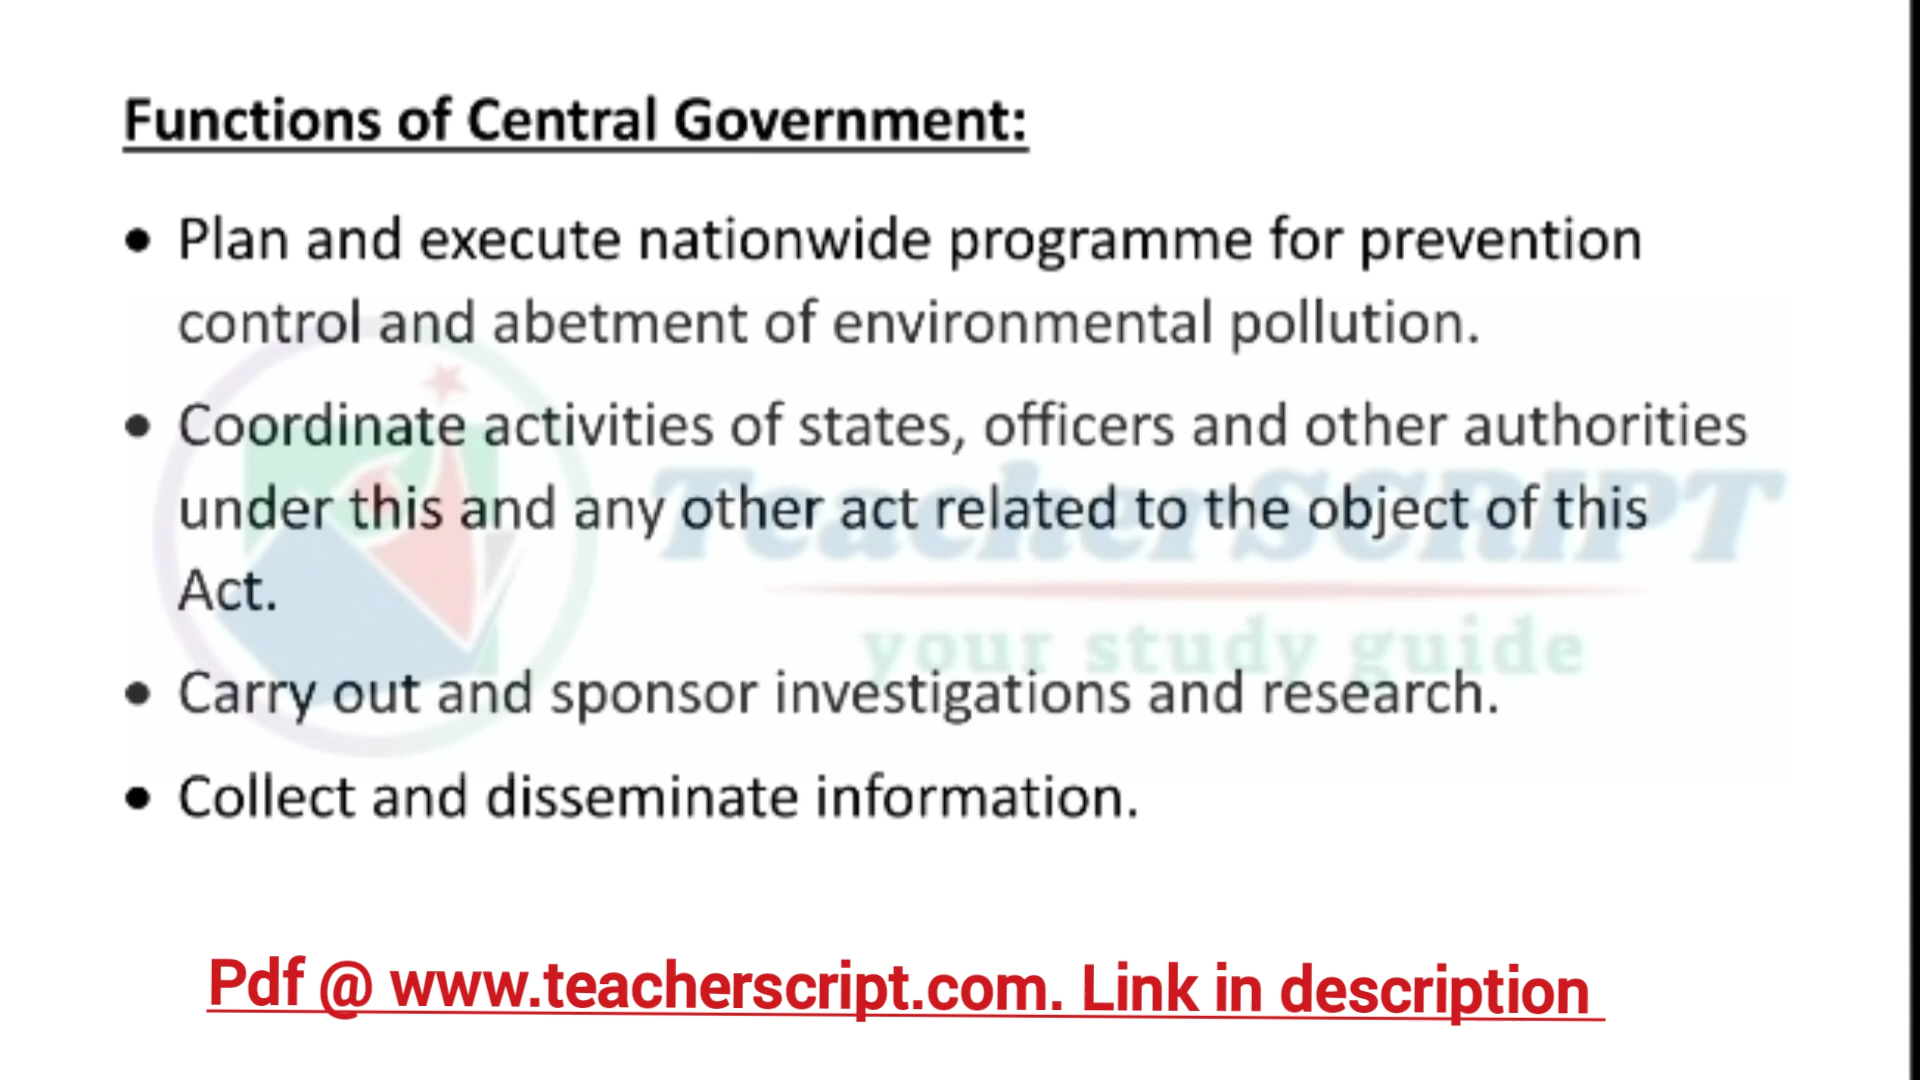 Functions of Central Government:
• Plan and execute nationwide programme for prevention
control and abetment of environmental pollution.
• Coordinate activities of states, officers and other authorities
under this and any other act related to the object of this
Act.
TeacherSCRIPT
your study guide
• Carry out and sponsor investigations and research.
• Collect and disseminate information.
Pdf @ www.teacherscript.com. Link in description